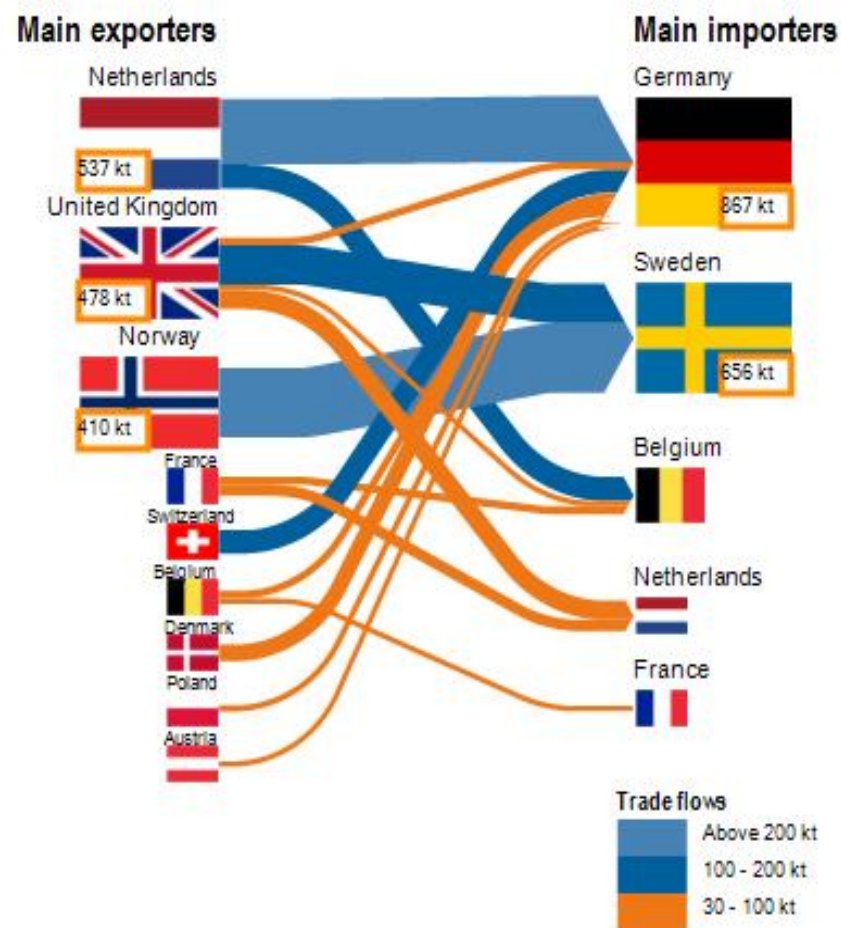 Main exporters
Main importers
Netherlands
537 kt
United Kingdom
478 kt
Norway
410 kt
France
Switzerland
Belgium
Denmark
Poland
Austria
Germany
867 kt
Sweden
656 kt
Belgium
Netherlands
France
Trade flows
Above 200 kt
100 - 200 kt
30 - 100 kt